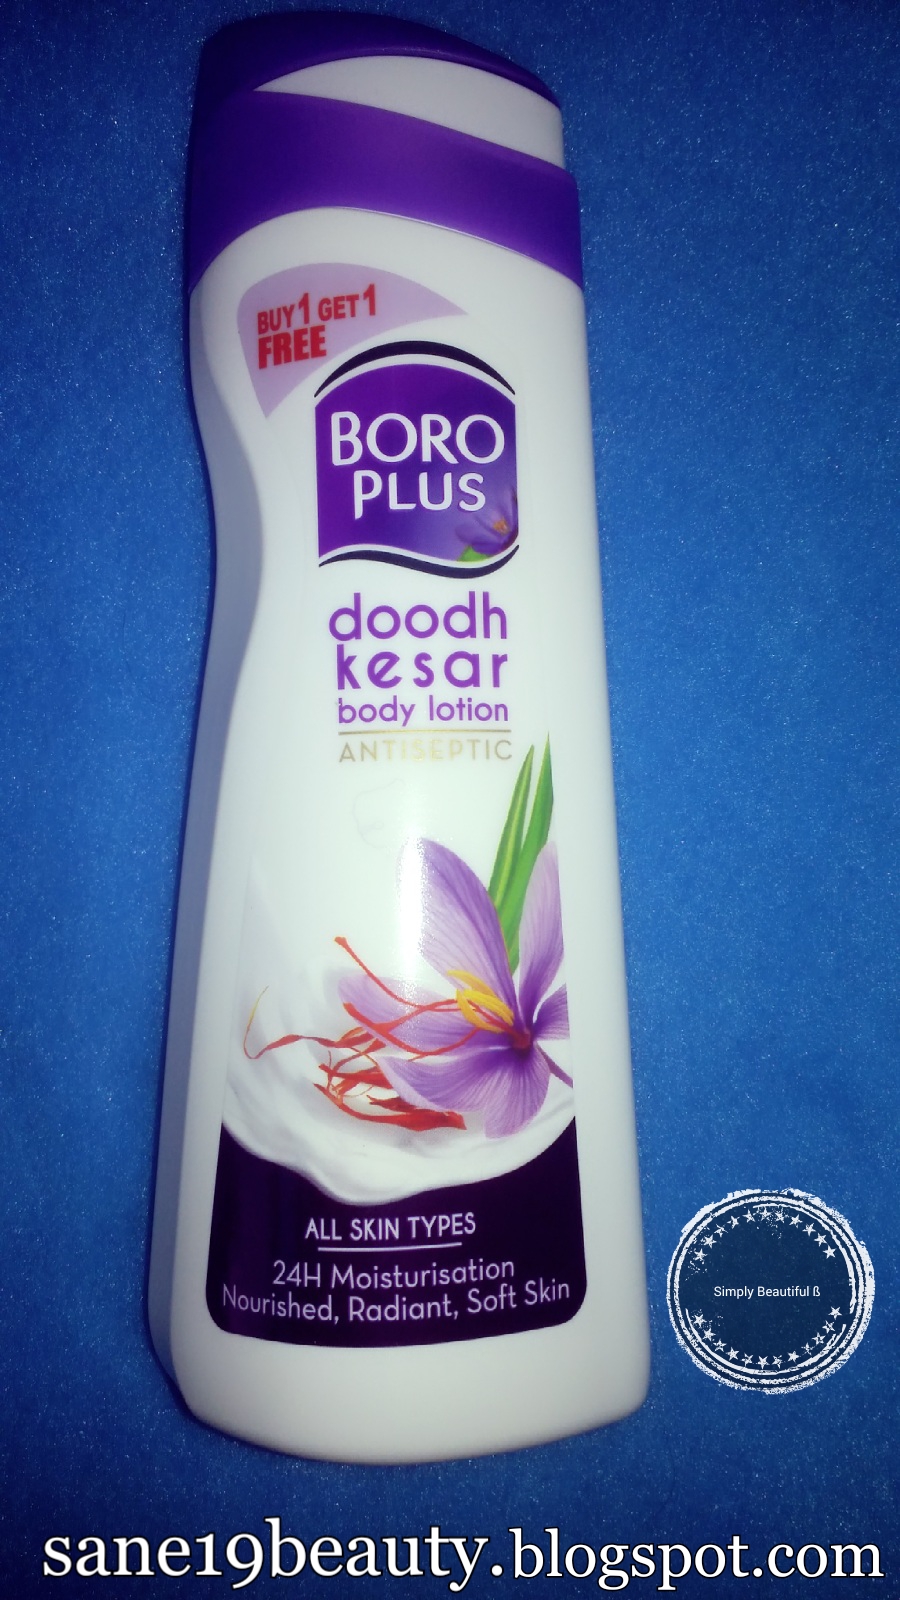 BUY 1 GET 1
FREE
BORO
PLUS
doodh
kesar
body lotion
ANTISEPTIC
ALL SKIN TYPES
24H Moisturisation
Nourished, Radiant, Soft Skin
Simply Beautiful ß
sane19beauty.blogspot.com